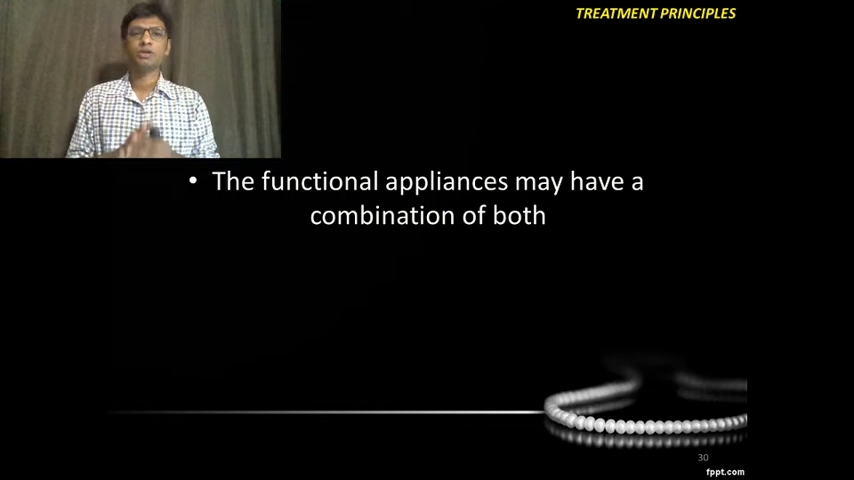 TREATMENT PRINCIPLES
• The functional appliances may have a
combination of both
30
fppt.com